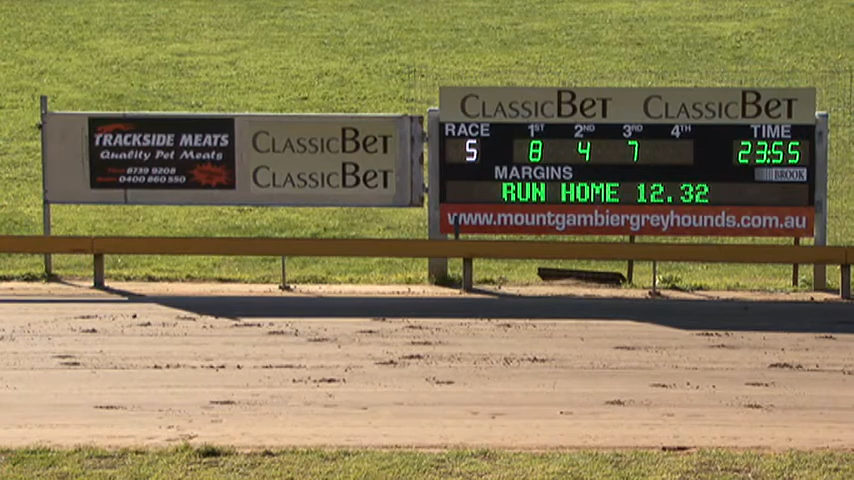 TRACKSIDE MEATS
Quality Pet Meats
8739 9208
0400 860 550
CLASSICBET
CLASSICBET
CLASSICBET CLASSICBET
RACE 1ST 2ND 3RD 4TH TIME
5 8 4 7 23:55
MARGINS BROOK
RUN HOME 12.32
www.mountgambiergreyhounds.com.au